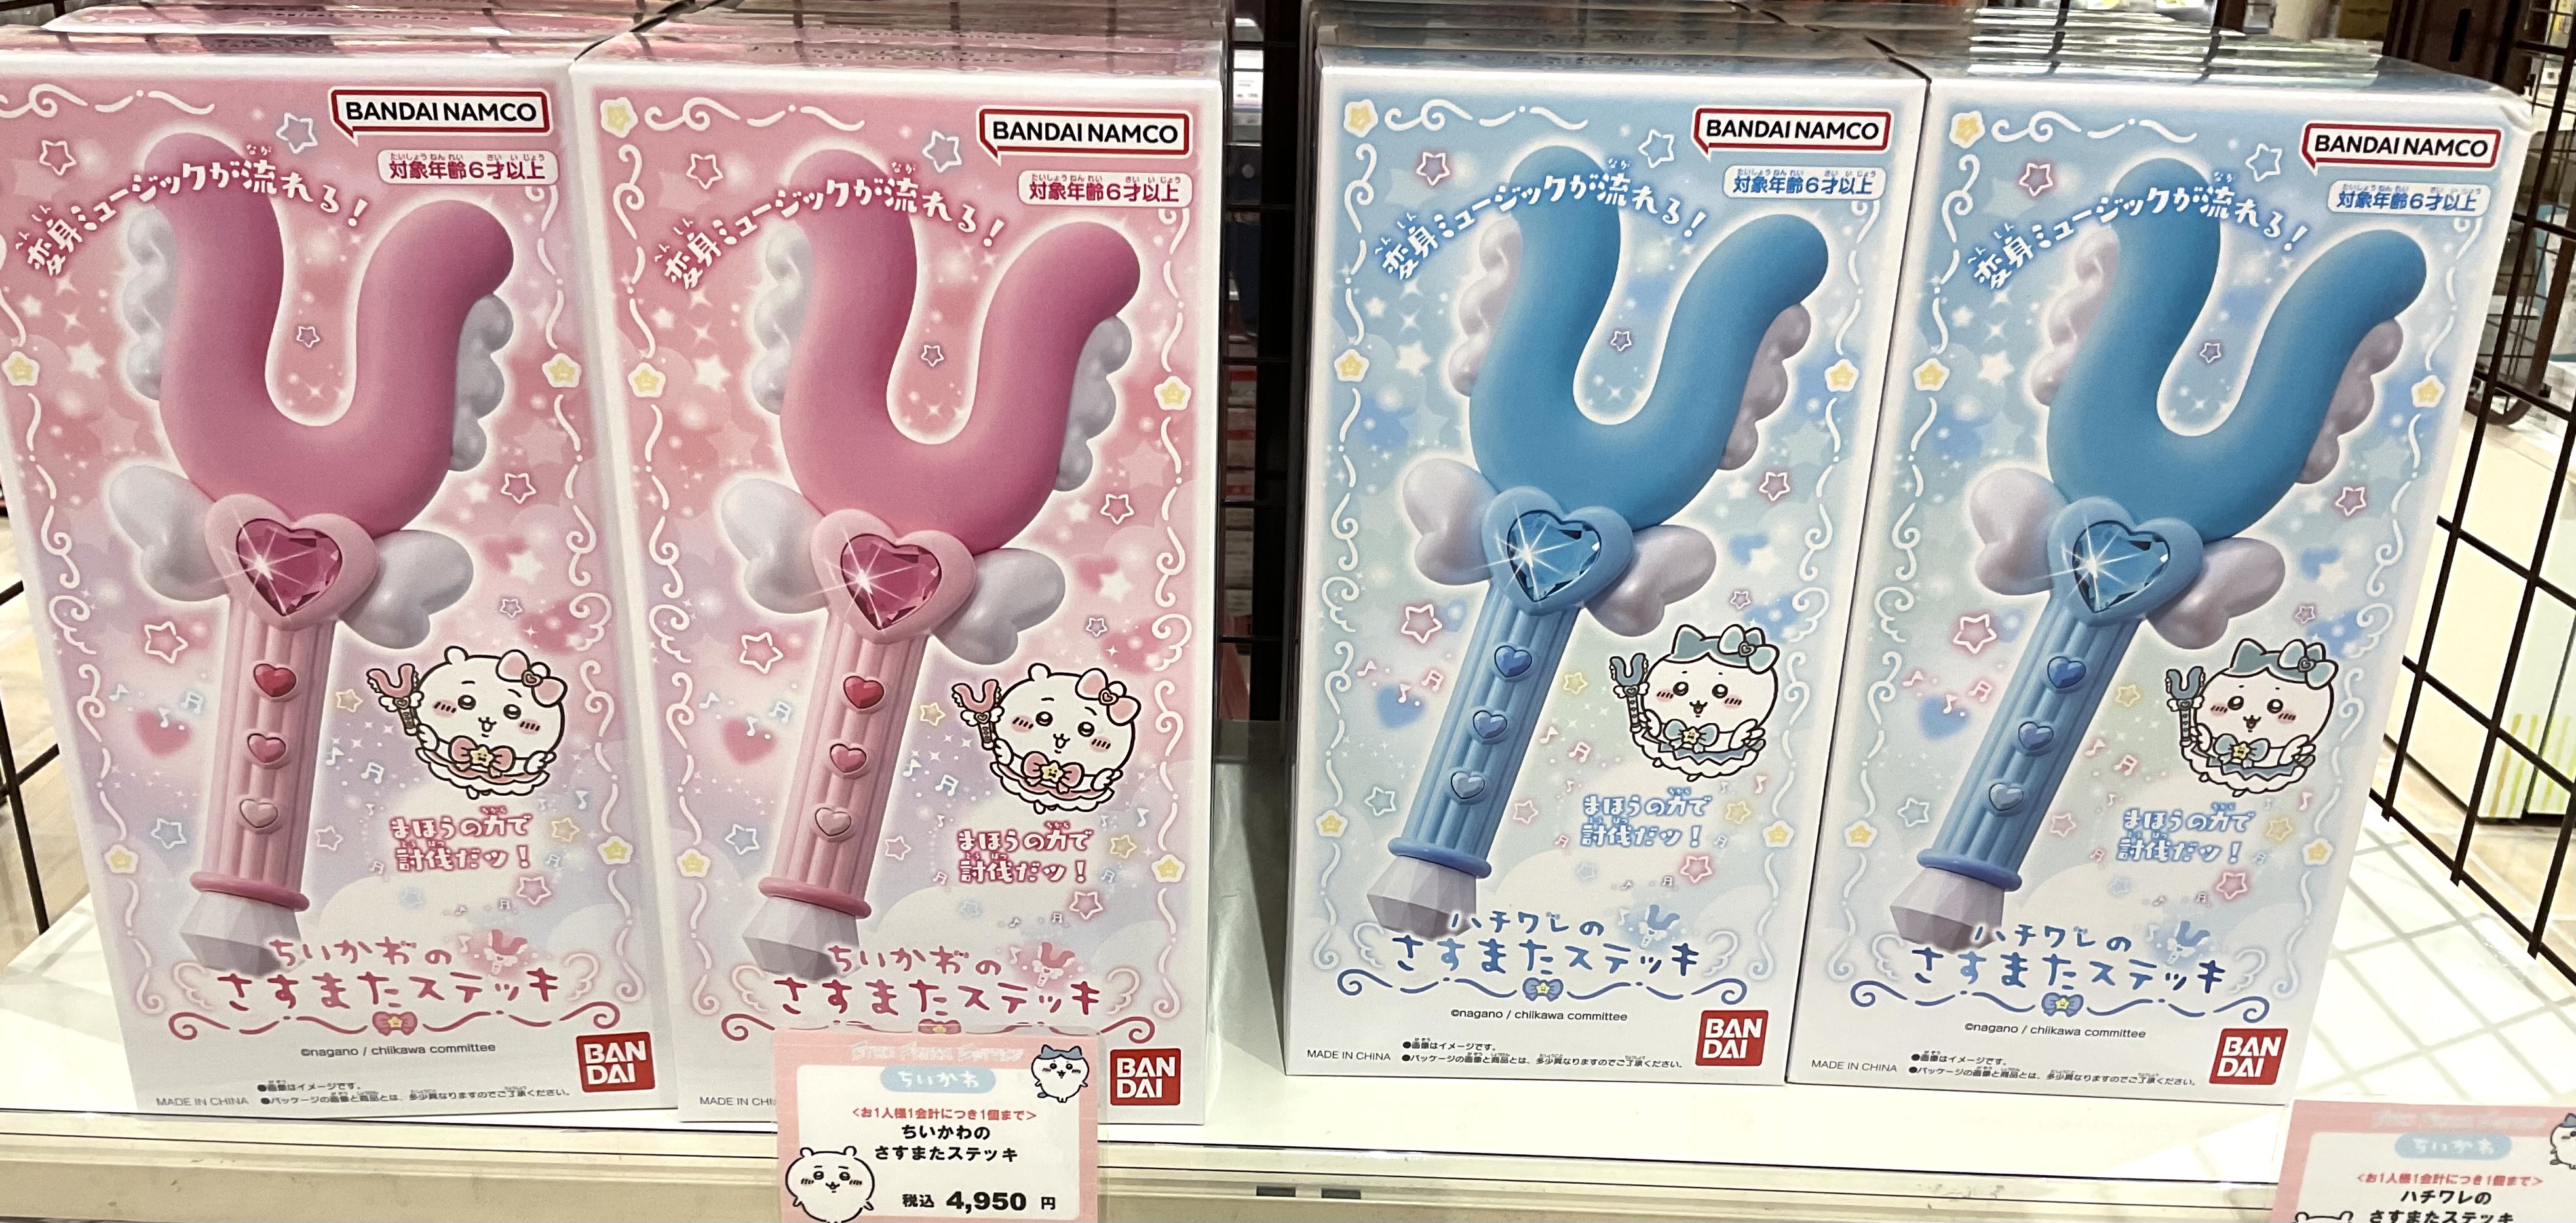 BANDAI NAMCO
対象年齢6才以上
変身ミュージックが流れる!
まほうの力で
討伐だッ!
ちいかわの
さすまたステッキ
©nagano / chiikawa committee
BAN
DAI
MADE IN CHINA
●画像はイメージです。
●パッケージの画像と商品とは、多少異なりますのでご了承ください。
BANDAI NAMCO
対象年齢6才以上
変身ミュージックが流れる!
まほうの力で
討伐だッ!
ちいかわの
さすまたステッキ
BAN
DAI
MADE IN CHI
BANDAI NAMCO
対象年齢6才以上
変身ミュージックが流れる!
まほうの力で
討伐だッ!
ハチワレの
さすまたステッキ
©nagano / chiikawa committee
BAN
DAI
MADE IN CHINA
●画像はイメージです。
●パッケージの画像と商品とは、多少異なりますのでご了承ください。
BANDAI NAMCO
対象年齢6才以上
変身ミュージックが流れる!
まほうの力で
討伐だッ!
ハチワレの
さすまたステッキ
©nagano / chiikawa committee
BAN
DAI
MADE IN CHINA
●画像はイメージです。
●パッケージの画像と商品とは、多少異なりますのでご了承ください。
ちいかわ
<お1人様1会計につき1個まで>
ちいかわの
さすまたステッキ
税込 4,950 円
ちいかわ
<お1人様1会計につき1個まで>
ハチワレの
さすまたステッキ